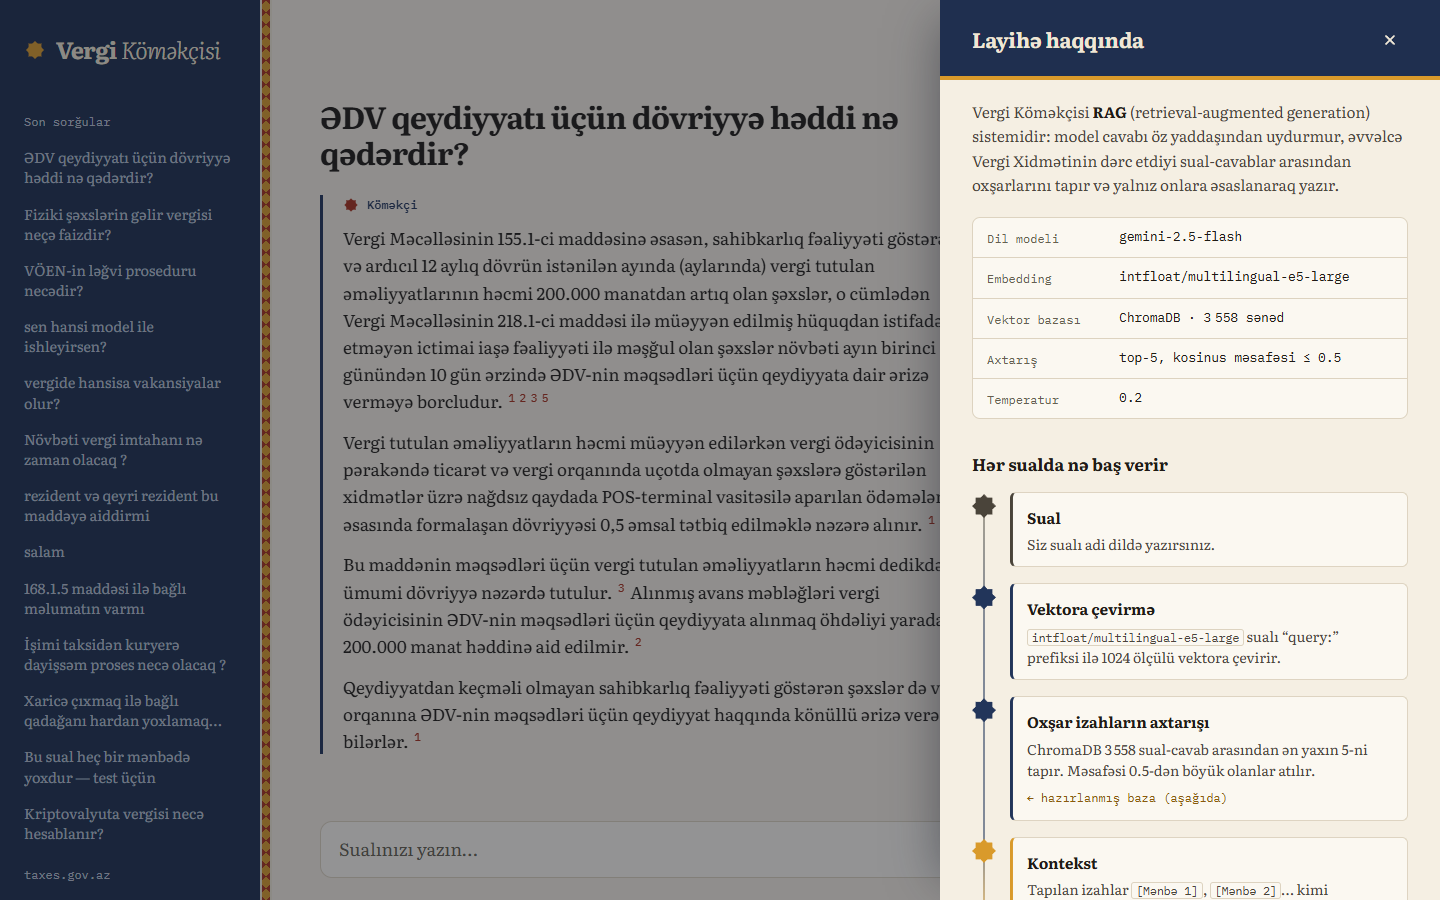 Vergi Köməkçisi
Son sorğular
ƏDV qeydiyyatı üçün dövriyyə
həddi nə qədərdir?
Fiziki şəxslərin gəlir vergisi
neçə faizdir?
VÖEN-in ləğvi proseduru
necədir?
sen hansi model ile
ishleyirsen?
vergide hansisa vakansiyalar
olur?
Növbəti vergi imtahanı nə
zaman olacaq ?
rezident və qeyri rezident bu
maddəyə aiddirmi
salam
168.1.5 maddəsi ilə bağlı
məlumatın varmı
İşimi taksidən kuryerə
dəyişsəm proses necə olacaq ?
Xaricə çıxmaq ilə bağlı
qadağanı hardan yoxlamaq...
Bu sual heç bir mənbədə
yoxdur — test üçün
Kriptovalyuta vergisi necə
hesablanır?
taxes.gov.az
ƏDV qeydiyyatı üçün dövriyyə həddi nə
qədərdir?
Köməkçi
Vergi Məcəlləsinin 155.1-ci maddəsinə əsasən, sahibkarlıq fəaliyyəti göstərə
və ardıcıl 12 aylıq dövrün istənilən ayında (aylarında) vergi tutulan
əməliyyatlarının həcmi 200.000 manatdan artıq olan şəxslər, o cümlədən
Vergi Məcəlləsinin 218.1-ci maddəsi ilə müəyyən edilmiş hüquqdan istifadə
etməyən ictimai iaşə fəaliyyəti ilə məşğul olan şəxslər növbəti ayın birinci
günündən 10 gün ərzində ƏDV-nin məqsədləri üçün qeydiyyata dair ərizə
verməyə borcludur. 1 2 3 5
Vergi tutulan əməliyyatların həcmi müəyyən edilərkən vergi ödəyicisinin
pərakəndə ticarət və vergi orqanında uçotda olmayan şəxslərə göstərilən
xidmətlər üzrə nağdsız qaydada POS-terminal vasitəsilə aparılan ödəmələr
əsasında formalaşan dövriyyəsi 0,5 əmsal tətbiq edilməklə nəzərə alınır. 1
Bu maddənin məqsədləri üçün vergi tutulan əməliyyatların həcmi dedikdə
ümumi dövriyyə nəzərdə tutulur. 3 Alınmış avans məbləğləri vergi
ödəyicisinin ƏDV-nin məqsədləri üçün qeydiyyata alınmaq öhdəliyi yarada
200.000 manat həddinə aid edilmir. 2
Qeydiyyatdan keçməli olmayan sahibkarlıq fəaliyyəti göstərən şəxslər də v
orqanına ƏDV-nin məqsədləri üçün qeydiyyat haqqında könüllü ərizə verə
bilərlər. 1
Sualınızı yazın...
Layihə haqqında
×
Vergi Köməkçisi RAG (retrieval-augmented generation)
sistemidir: model cavabı öz yaddaşından uydurmur, əvvəlcə
Vergi Xidmətinin dərc etdiyi sual-cavablar arasından
oxşarlarını tapır və yalnız onlara əsaslanaraq yazır.
Dil modeli gemini-2.5-flash
Embedding intfloat/multilingual-e5-large
Vektor bazası ChromaDB · 3 558 sənəd
Axtarış top-5, kosinus məsafəsi ≤ 0.5
Temperatur 0.2
Hər sualda nə baş verir
Sual
Siz sualı adi dildə yazırsınız.
Vektora çevirmə
intfloat/multilingual-e5-large sualı “query:”
prefiksi ilə 1024 ölçülü vektora çevirir.
Oxşar izahların axtarışı
ChromaDB 3 558 sual-cavab arasından ən yaxın 5-ni
tapır. Məsafəsi 0.5-dən böyük olanlar atılır.
← hazırlanmış baza (aşağıda)
Kontekst
Tapılan izahlar [Mənbə 1], [Mənbə 2]... kimi